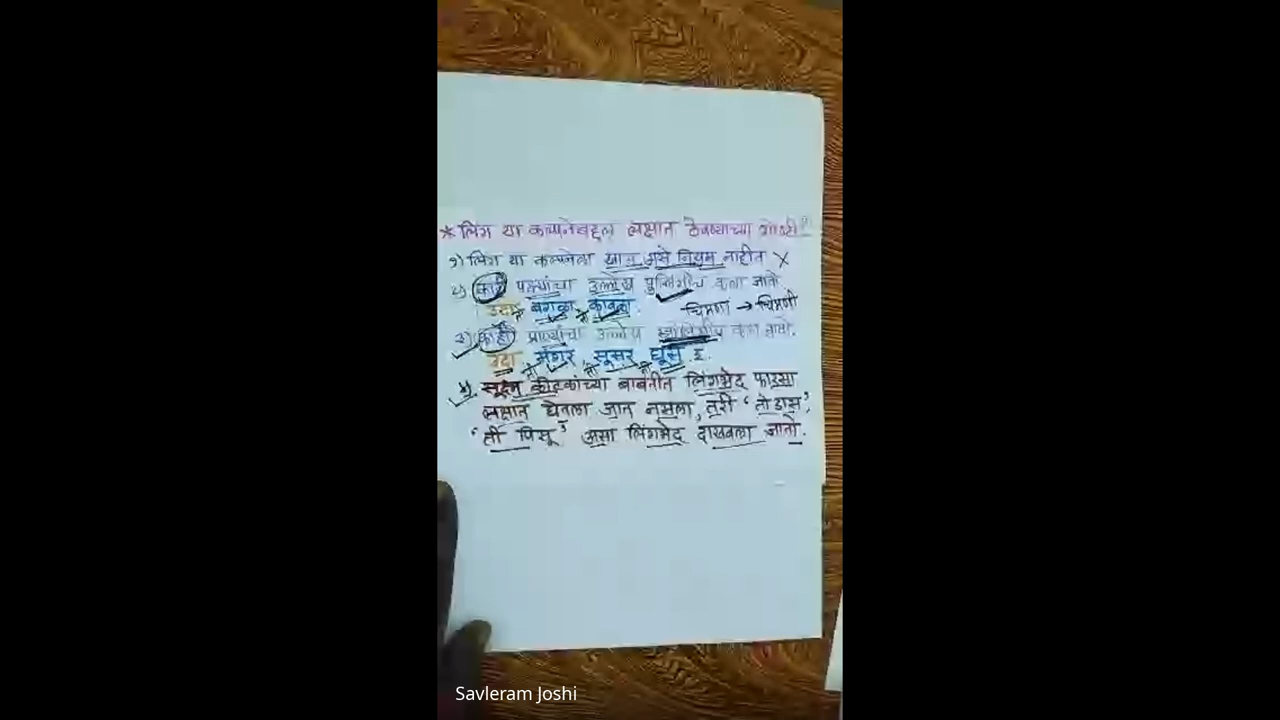 * लिंग या कल्पनेबद्दल लक्षात ठेवण्याच्या गोष्टी
१) लिंग या कल्पनेला खास असे नियम नाहीत X
२) काही पक्ष्यांचा उल्लेख पुल्लिंगीच केला जातो
उदा. बगळा, कावळा. चिमणा → चिमणी
३) काही प्राण्यांचा उल्लेख स्त्रीलिंगीच केला जातो.
उदा. मगर, सूसर, घूस इ.
४) सूक्ष्म कीटकांच्या बाबतीत लिंगभेद फारसा
लक्षात घेतला जात नसला, तरी 'तो डास',
'ती पिसू' असा लिंगभेद दाखवला जातो.
Savleram Joshi